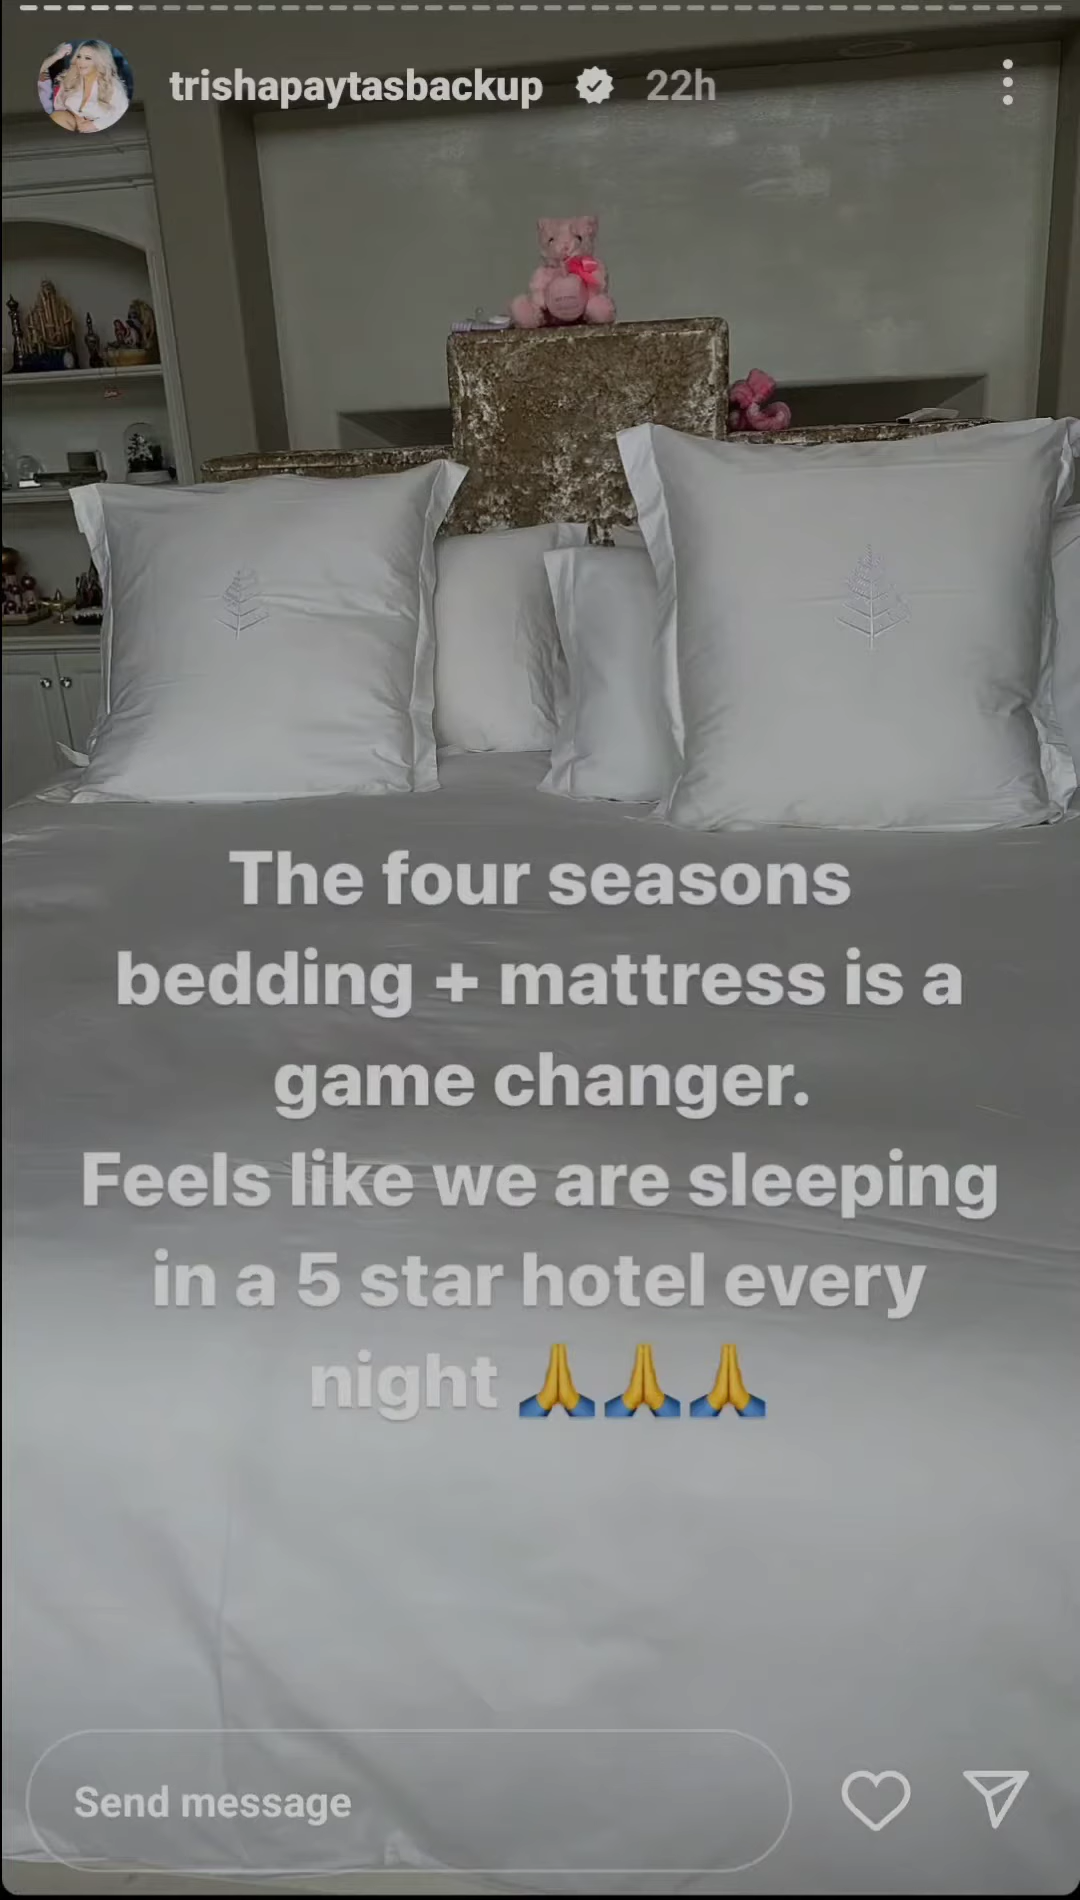 trishapaytasbackup 22h
The four seasons
bedding + mattress is a
game changer.
Feels like we are sleeping
in a 5 star hotel every
night 🙏🙏🙏
Send message